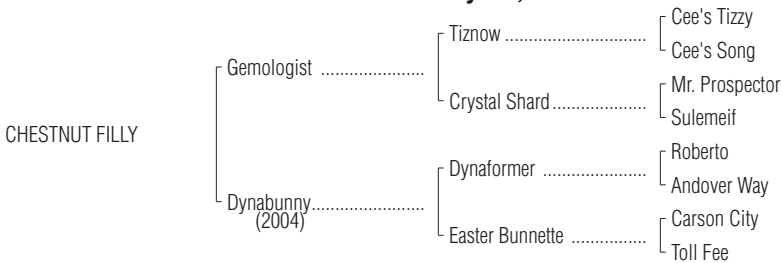 Cee's Tizzy
Tiznow ......................................
Cee's Song
Gemologist ......................
Mr. Prospector
Crystal Shard....................
Sulemeif
CHESTNUT FILLY
Roberto
Dynaformer ......................
Andover Way
Dynabunny........................
(2004)
Carson City
Easter Bunnette ................
Toll Fee